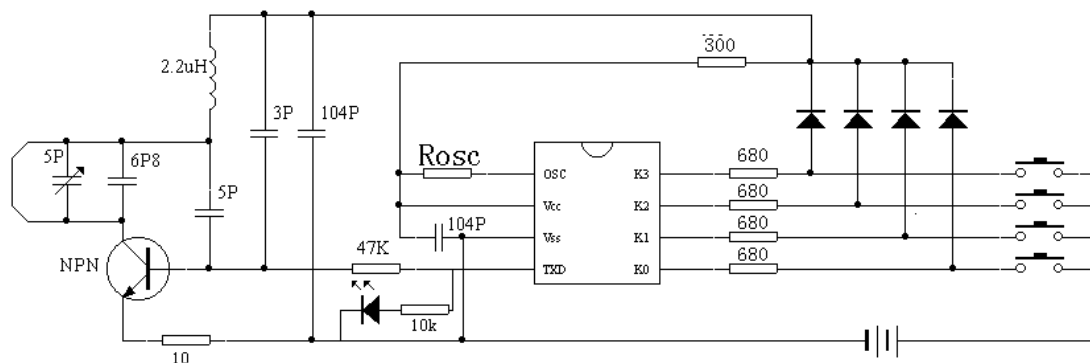 300
2.2uH
3P
104P
5P
6P8
Rosc
680
OSC
K3
5P
680
Vcc
K2
104P
680
Vss
K1
NPN
47K
680
TXD
K0
10k
10